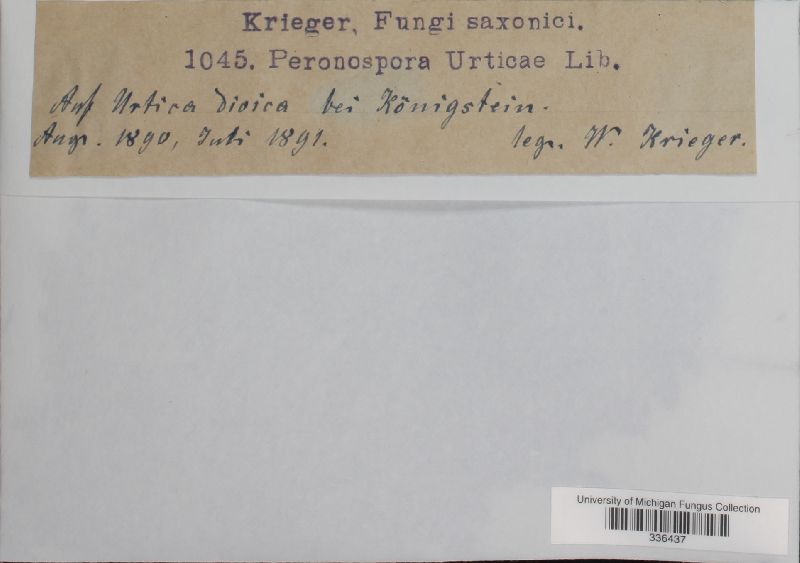 Krieger, Fungi saxonici.
1045. Peronospora Urticae Lib.
Auf Urtica dioica bei Königstein.
Aug. 1890, Juli 1891. leg. W. Krieger.
University of Michigan Fungus Collection
336437